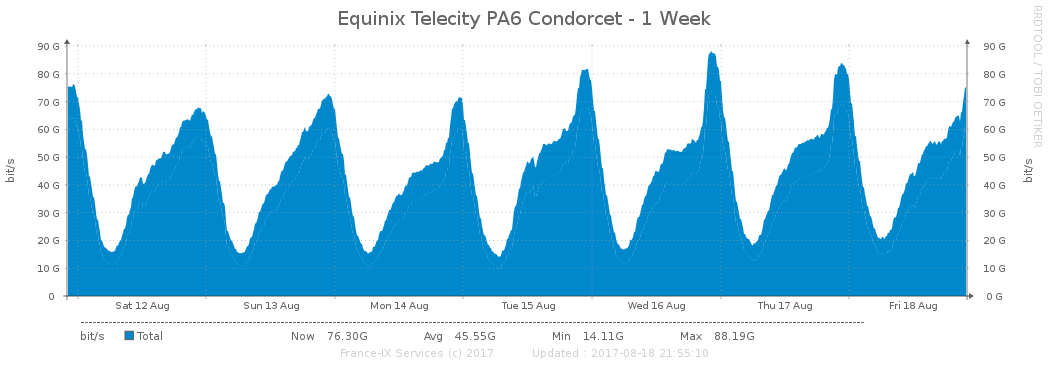 Equinix Telecity PA6 Condorcet - 1 Week
RRDTOOL / TOBI OETIKER
bit/s
90 G
80 G
70 G
60 G
50 G
40 G
30 G
20 G
10 G
0
90 G
80 G
70 G
60 G
50 G
40 G
30 G
20 G
10 G
0 G
bit/s
Sat 12 Aug Sun 13 Aug Mon 14 Aug Tue 15 Aug Wed 16 Aug Thu 17 Aug Fri 18 Aug
bit/s Total Now 76.30G Avg 45.55G Min 14.11G Max 88.19G
France-IX Services (c) 2017 Updated : 2017-08-18 21:55:10